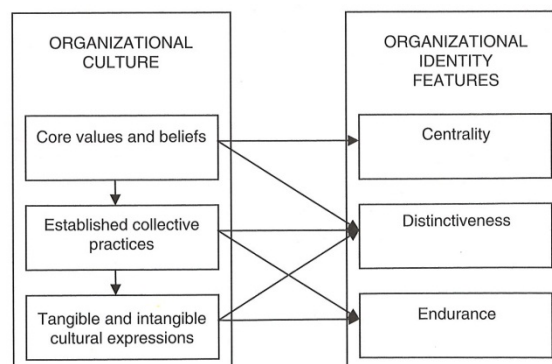 ORGANIZATIONAL
CULTURE
Core values and beliefs
Established collective
practices
Tangible and intangible
cultural expressions
ORGANIZATIONAL
IDENTITY
FEATURES
Centrality
Distinctiveness
Endurance